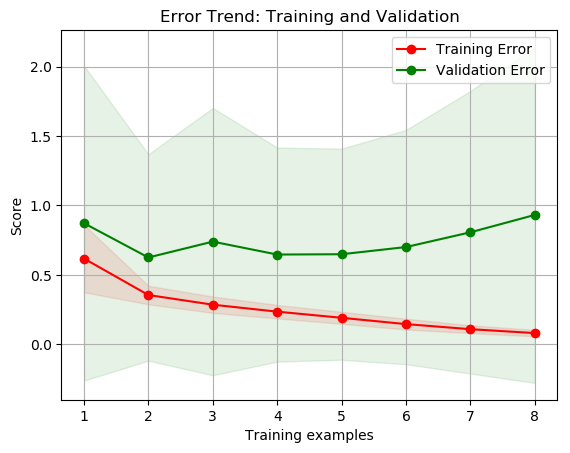 Error Trend: Training and Validation
Training Error
Validation Error
2.0
1.5
1.0
0.5
0.0
Score
1 2 3 4 5 6 7 8
Training examples